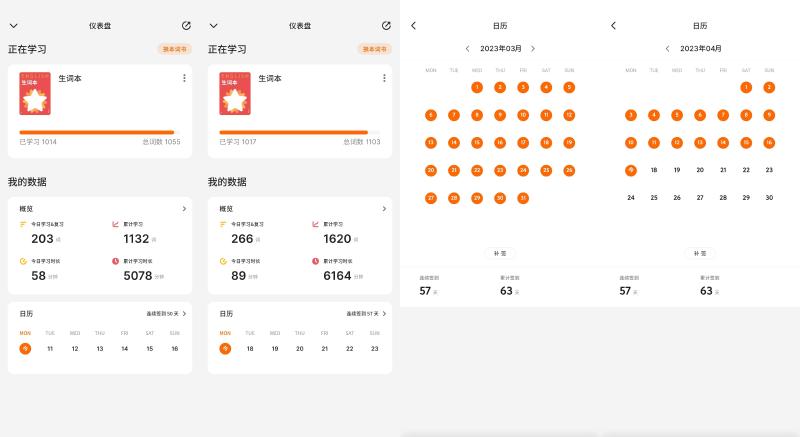 仪表盘
正在学习
换本词书
ENGLISH
生词本
生词本
已学习 1014
总词数 1055
我的数据
概览
今日学习&复习
累计学习
203 词
1132 词
今日学习时长
累计学习时长
58 分钟
5078 分钟
日历
连续签到 50 天
MON TUE WED THU FRI SAT SUN
今 11 12 13 14 15 16
仪表盘
正在学习
换本词书
ENGLISH
生词本
生词本
已学习 1017
总词数 1103
我的数据
概览
今日学习&复习
累计学习
266 词
1620 词
今日学习时长
累计学习时长
89 分钟
6164 分钟
日历
连续签到 57 天
MON TUE WED THU FRI SAT SUN
今 18 19 20 21 22 23
日历
2023年03月
MON TUE WED THU FRI SAT SUN
1 2 3 4 5
6 7 8 9 10 11 12
13 14 15 16 17 18 19
20 21 22 23 24 25 26
27 28 29 30 31
补签
连续签到
累计签到
57 天
63 天
日历
2023年04月
MON TUE WED THU FRI SAT SUN
1 2
3 4 5 6 7 8 9
10 11 12 13 14 15 16
今 18 19 20 21 22 23
24 25 26 27 28 29 30
补签
连续签到
累计签到
57 天
63 天